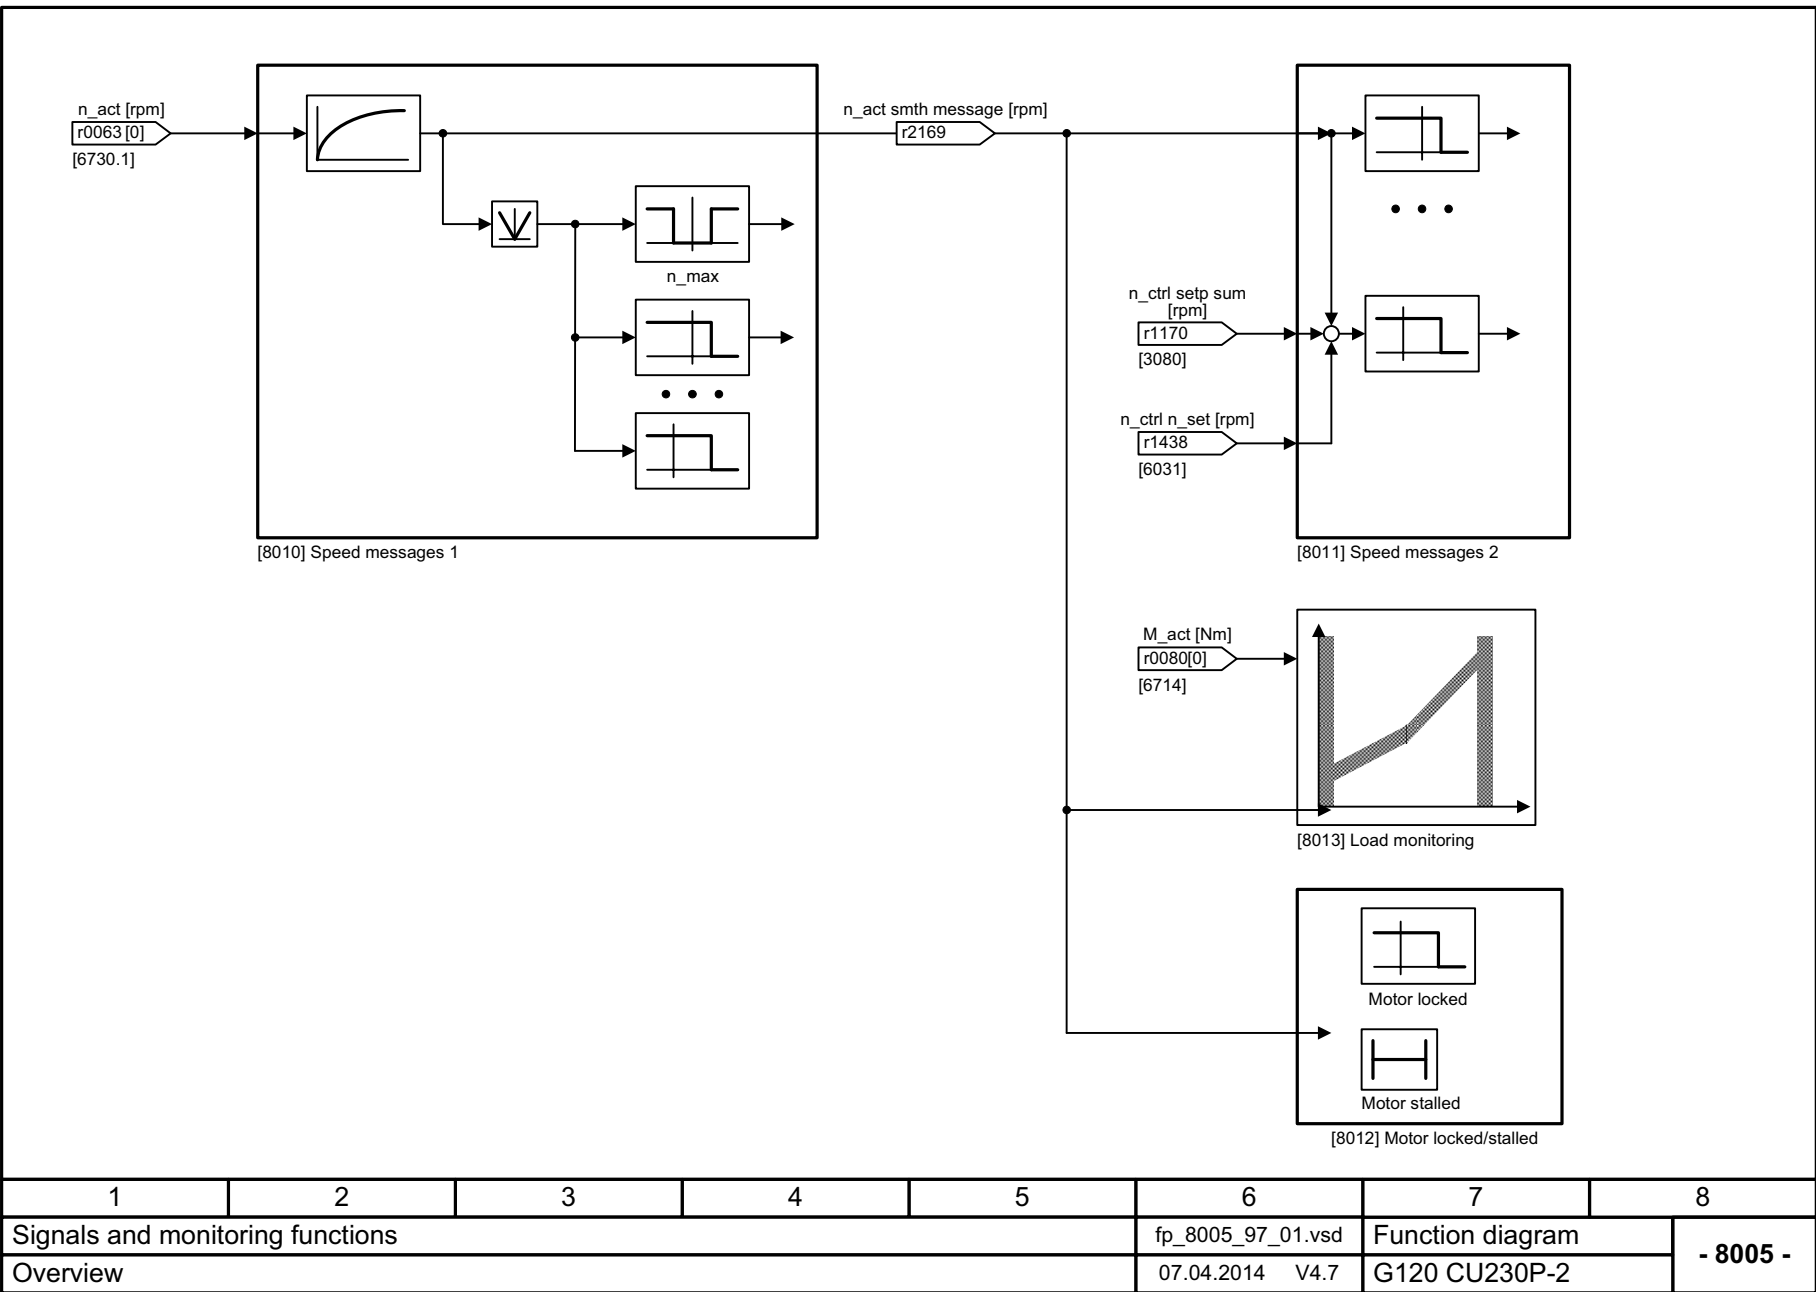 n_act [rpm]
r0063 [0]
[6730.1]
n_max
[8010] Speed messages 1
n_act smth message [rpm]
r2169
n_ctrl setp sum
[rpm]
r1170
[3080]
n_ctrl n_set [rpm]
r1438
[6031]
[8011] Speed messages 2
M_act [Nm]
r0080[0]
[6714]
[8013] Load monitoring
Motor locked
Motor stalled
[8012] Motor locked/stalled
1 2 3 4 5 6 7 8
Signals and monitoring functions fp_8005_97_01.vsd Function diagram
- 8005 -
Overview 07.04.2014 V4.7 G120 CU230P-2